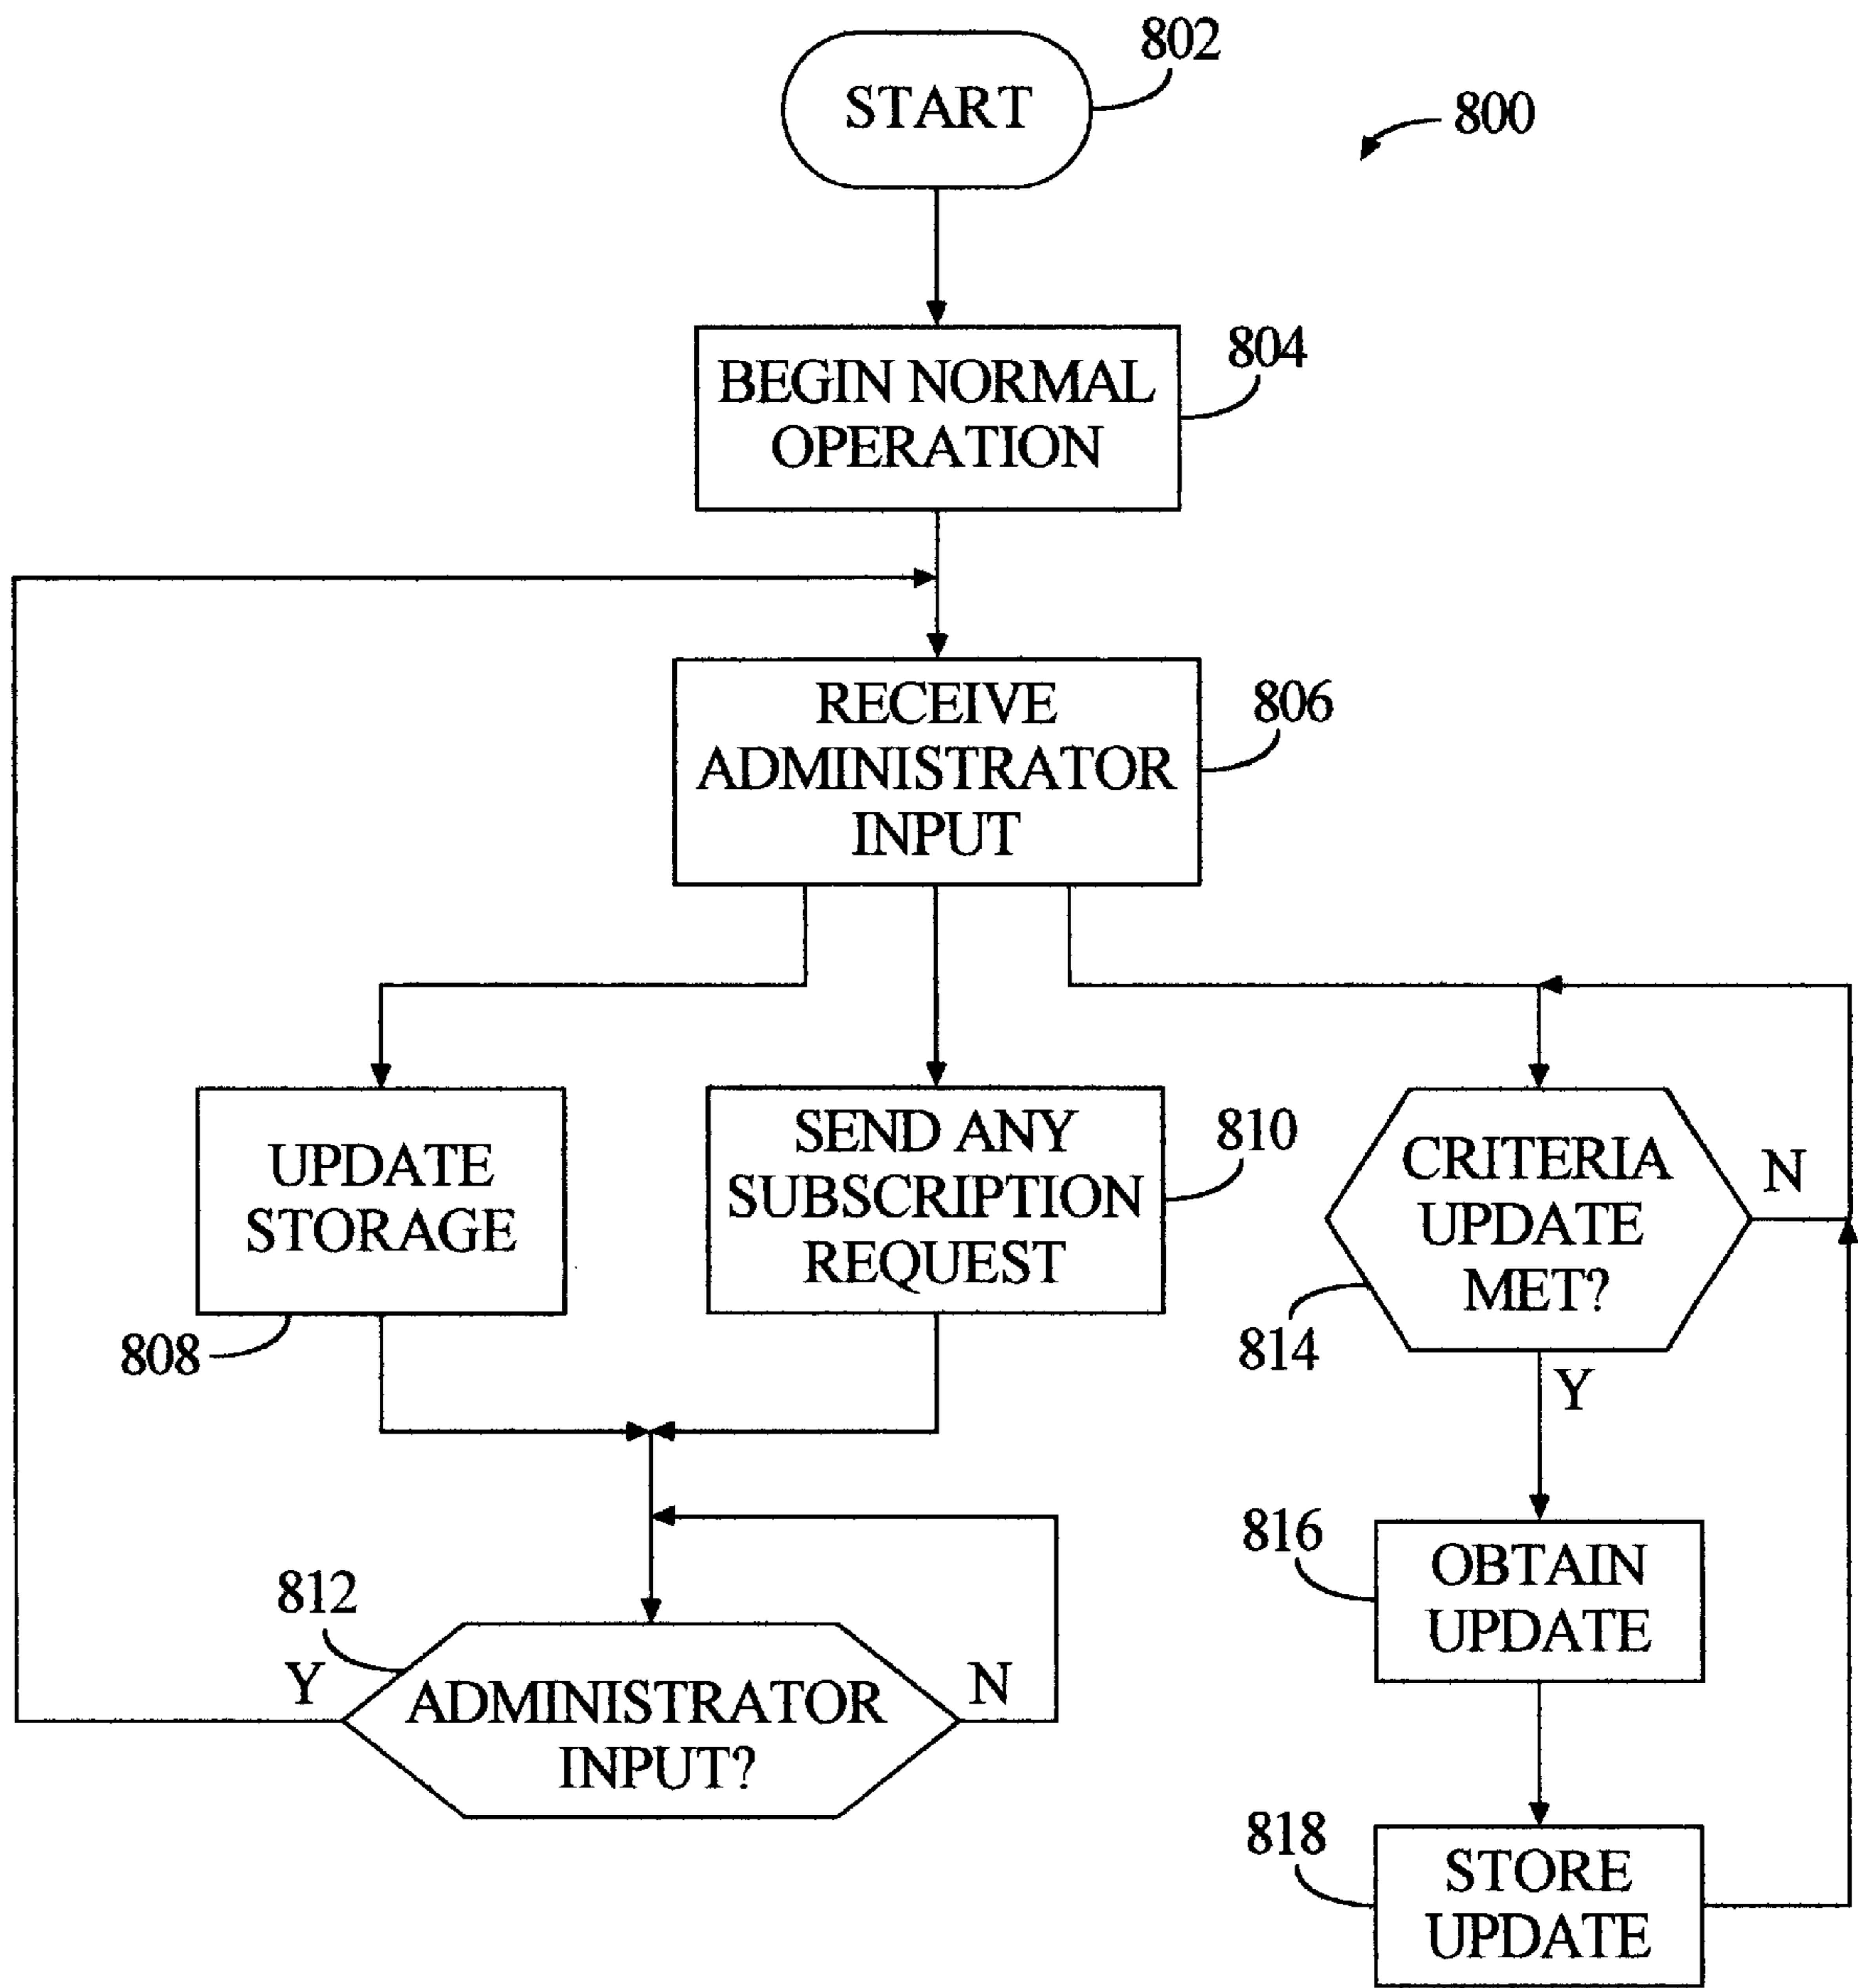 802
START
800
804
BEGIN NORMAL
OPERATION
806
RECEIVE
ADMINISTRATOR
INPUT
UPDATE
STORAGE
808
SEND ANY
SUBSCRIPTION
REQUEST
810
CRITERIA
UPDATE
MET?
N
814
Y
812
Y
ADMINISTRATOR
INPUT?
N
816
OBTAIN
UPDATE
818
STORE
UPDATE